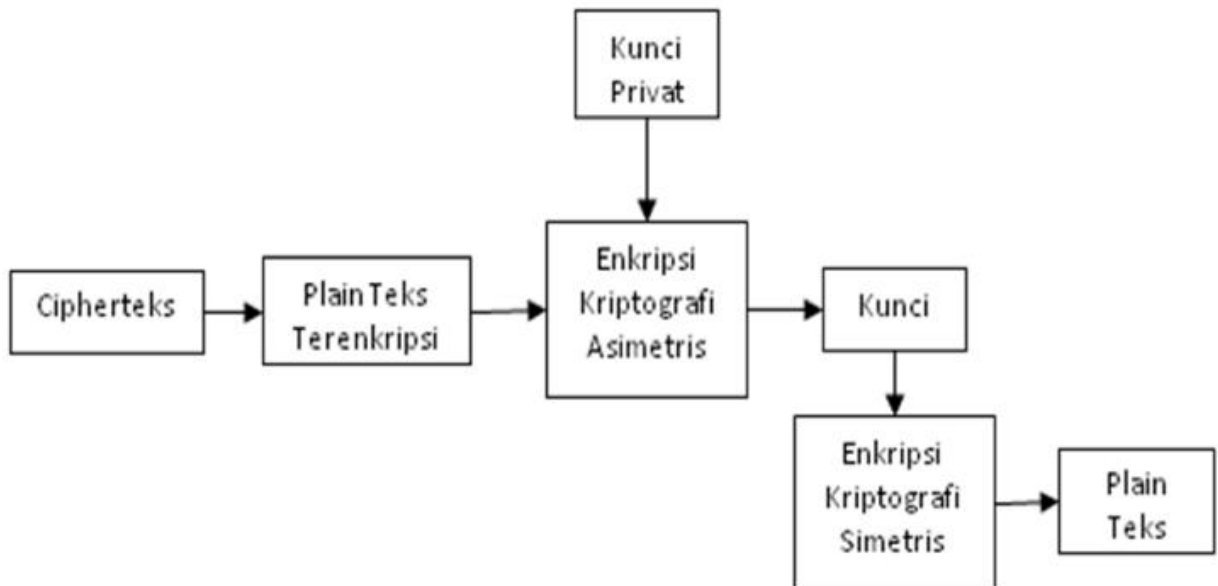 Kunci
Privat
Cipherteks
Plain Teks
Terenkripsi
Enkripsi
Kriptografi
Asimetris
Kunci
Enkripsi
Kriptografi
Simetris
Plain
Teks